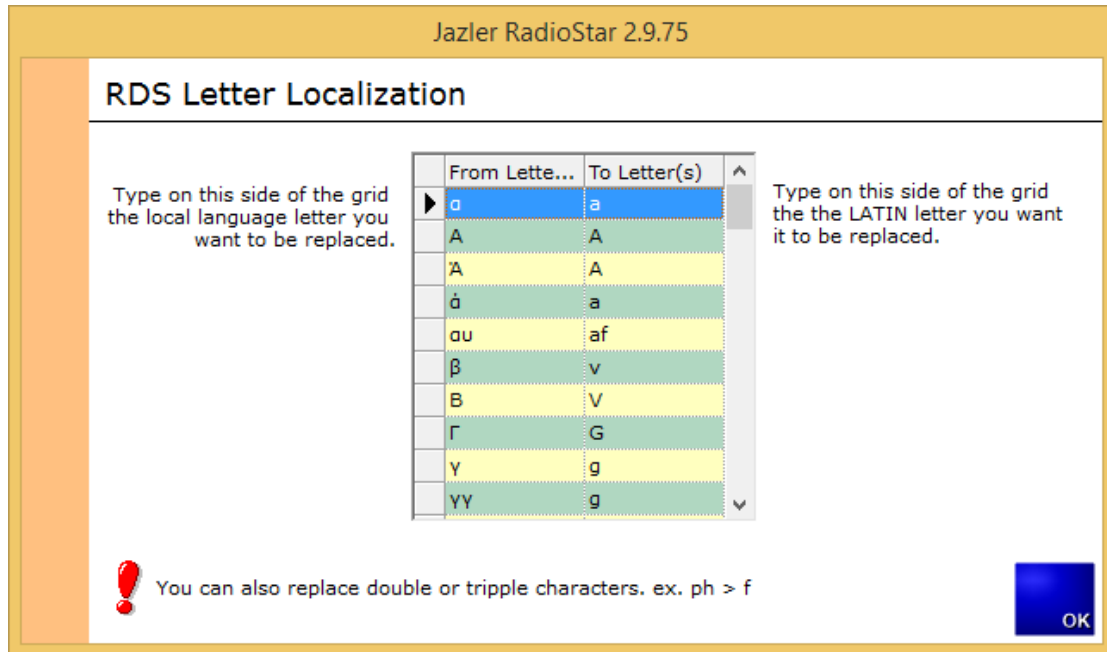 Jazler RadioStar 2.9.75
RDS Letter Localization
Type on this side of the grid
the local language letter you
want to be replaced.
From Lette... To Letter(s)
α a
Α A
Ά A
ά a
αυ af
β v
Β V
Γ G
γ g
γγ g
Type on this side of the grid
the the LATIN letter you want
it to be replaced.
You can also replace double or tripple characters. ex. ph > f
OK